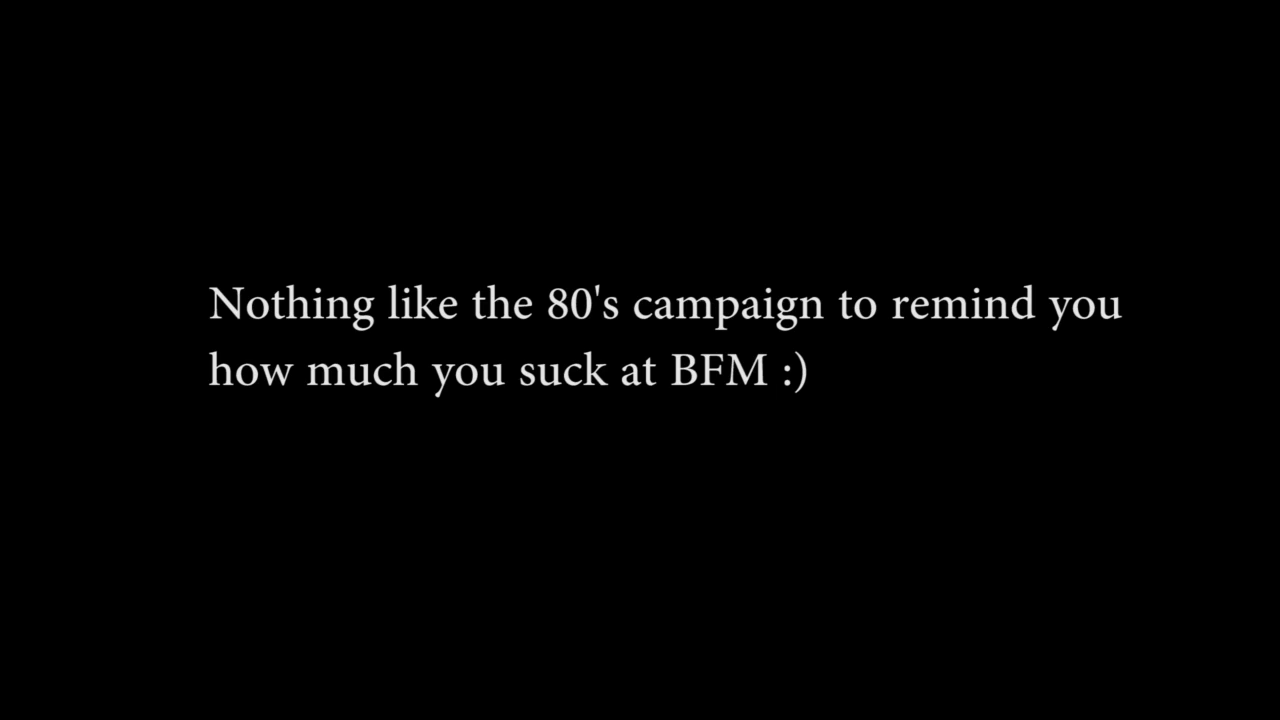 Nothing like the 80's campaign to remind you
how much you suck at BFM :)